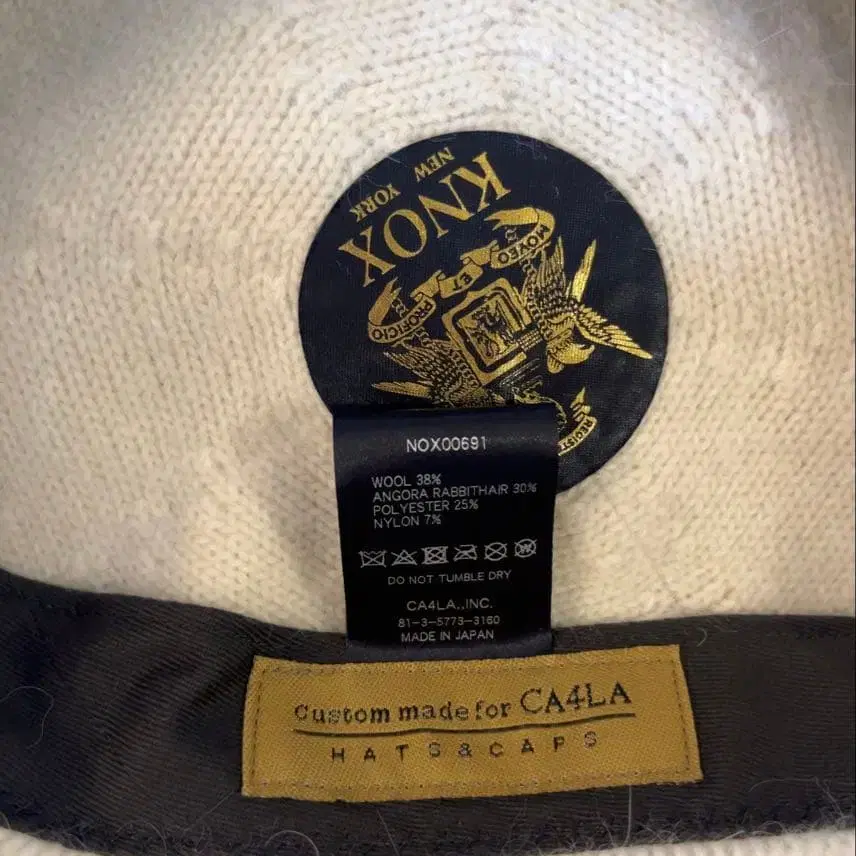 KNOX
NEW YORK
PROFICIO ET MOVEO
REGIST
NOX00691
WOOL 38%
ANGORA RABBITHAIR 30%
POLYESTER 25%
NYLON 7%
DO NOT TUMBLE DRY
CA4LA.,INC.
81-3-5773-3160
MADE IN JAPAN
Custom made for CA4LA
HATS&CAPS